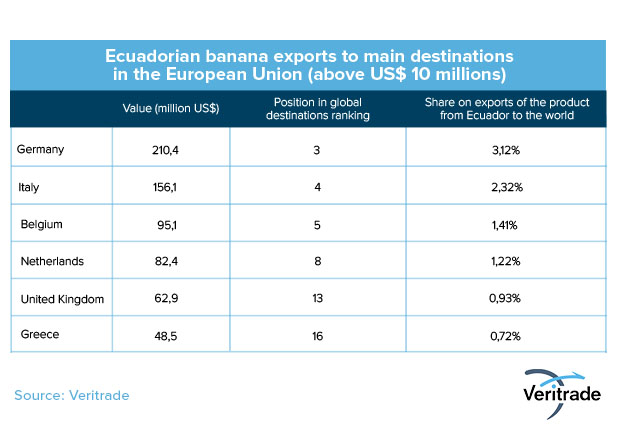 Ecuadorian banana exports to main destinations
in the European Union (above US$ 10 millions)
Value (million US$)
Position in global
destinations ranking
Share on exports of the product
from Ecuador to the world
Germany 210,4 3 3,12%
Italy 156,1 4 2,32%
Belgium 95,1 5 1,41%
Netherlands 82,4 8 1,22%
United Kingdom 62,9 13 0,93%
Greece 48,5 16 0,72%
Source: Veritrade
Veritrade